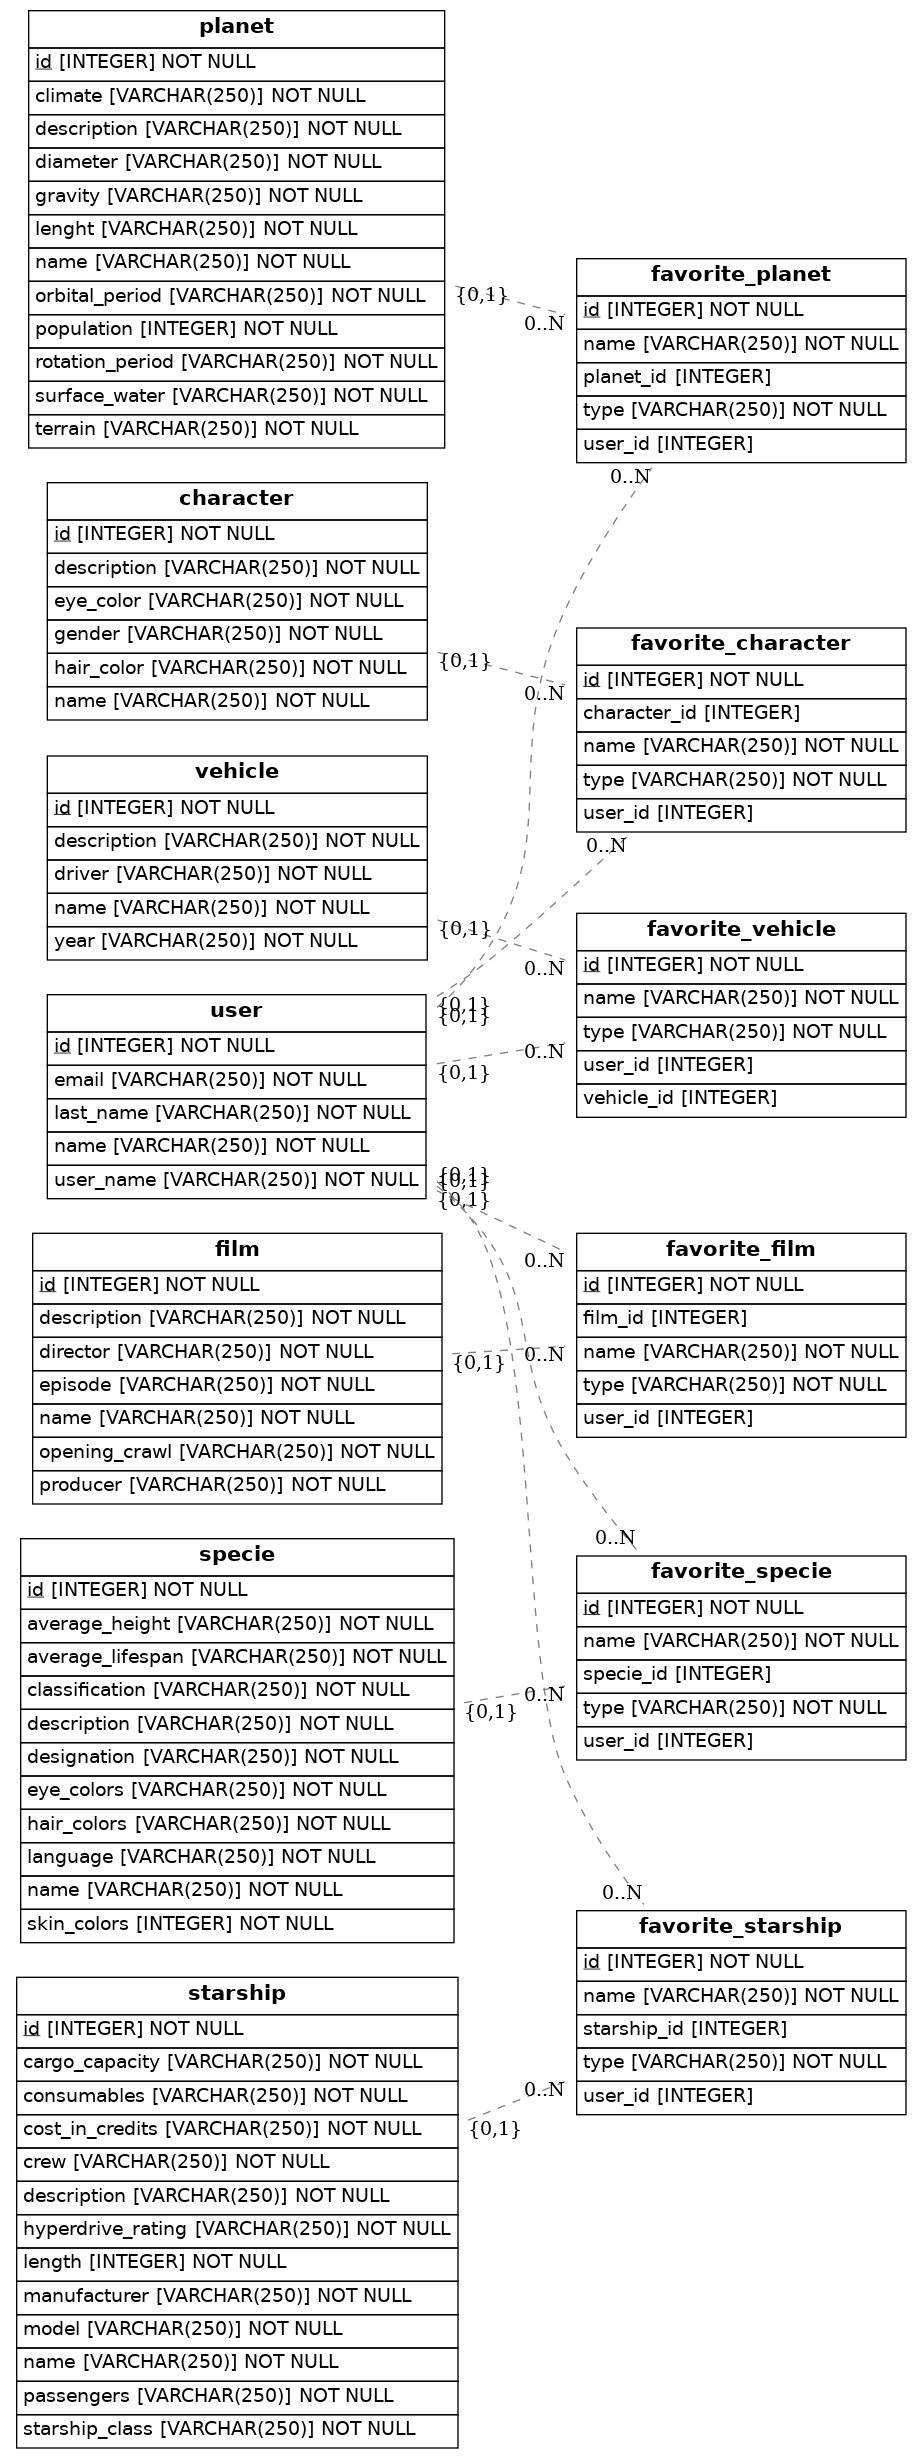 planet
id [INTEGER] NOT NULL
climate [VARCHAR(250)] NOT NULL
description [VARCHAR(250)] NOT NULL
diameter [VARCHAR(250)] NOT NULL
gravity [VARCHAR(250)] NOT NULL
lenght [VARCHAR(250)] NOT NULL
name [VARCHAR(250)] NOT NULL
orbital_period [VARCHAR(250)] NOT NULL
population [INTEGER] NOT NULL
rotation_period [VARCHAR(250)] NOT NULL
surface_water [VARCHAR(250)] NOT NULL
terrain [VARCHAR(250)] NOT NULL
{0,1}
0..N
favorite_planet
id [INTEGER] NOT NULL
name [VARCHAR(250)] NOT NULL
planet_id [INTEGER]
type [VARCHAR(250)] NOT NULL
user_id [INTEGER]
0..N
character
id [INTEGER] NOT NULL
description [VARCHAR(250)] NOT NULL
eye_color [VARCHAR(250)] NOT NULL
gender [VARCHAR(250)] NOT NULL
hair_color [VARCHAR(250)] NOT NULL
name [VARCHAR(250)] NOT NULL
{0,1}
0..N
favorite_character
id [INTEGER] NOT NULL
character_id [INTEGER]
name [VARCHAR(250)] NOT NULL
type [VARCHAR(250)] NOT NULL
user_id [INTEGER]
0..N
vehicle
id [INTEGER] NOT NULL
description [VARCHAR(250)] NOT NULL
driver [VARCHAR(250)] NOT NULL
name [VARCHAR(250)] NOT NULL
year [VARCHAR(250)] NOT NULL
{0,1}
0..N
favorite_vehicle
id [INTEGER] NOT NULL
name [VARCHAR(250)] NOT NULL
type [VARCHAR(250)] NOT NULL
user_id [INTEGER]
vehicle_id [INTEGER]
user
id [INTEGER] NOT NULL
email [VARCHAR(250)] NOT NULL
last_name [VARCHAR(250)] NOT NULL
name [VARCHAR(250)] NOT NULL
user_name [VARCHAR(250)] NOT NULL
{0,1}
{0,1}
{0,1}
0..N
{0,1}
{0,1}
{0,1}
0..N
film
id [INTEGER] NOT NULL
description [VARCHAR(250)] NOT NULL
director [VARCHAR(250)] NOT NULL
episode [VARCHAR(250)] NOT NULL
name [VARCHAR(250)] NOT NULL
opening_crawl [VARCHAR(250)] NOT NULL
producer [VARCHAR(250)] NOT NULL
{0,1}
0..N
favorite_film
id [INTEGER] NOT NULL
film_id [INTEGER]
name [VARCHAR(250)] NOT NULL
type [VARCHAR(250)] NOT NULL
user_id [INTEGER]
0..N
specie
id [INTEGER] NOT NULL
average_height [VARCHAR(250)] NOT NULL
average_lifespan [VARCHAR(250)] NOT NULL
classification [VARCHAR(250)] NOT NULL
description [VARCHAR(250)] NOT NULL
designation [VARCHAR(250)] NOT NULL
eye_colors [VARCHAR(250)] NOT NULL
hair_colors [VARCHAR(250)] NOT NULL
language [VARCHAR(250)] NOT NULL
name [VARCHAR(250)] NOT NULL
skin_colors [INTEGER] NOT NULL
{0,1}
0..N
favorite_specie
id [INTEGER] NOT NULL
name [VARCHAR(250)] NOT NULL
specie_id [INTEGER]
type [VARCHAR(250)] NOT NULL
user_id [INTEGER]
0..N
starship
id [INTEGER] NOT NULL
cargo_capacity [VARCHAR(250)] NOT NULL
consumables [VARCHAR(250)] NOT NULL
cost_in_credits [VARCHAR(250)] NOT NULL
crew [VARCHAR(250)] NOT NULL
description [VARCHAR(250)] NOT NULL
hyperdrive_rating [VARCHAR(250)] NOT NULL
length [INTEGER] NOT NULL
manufacturer [VARCHAR(250)] NOT NULL
model [VARCHAR(250)] NOT NULL
name [VARCHAR(250)] NOT NULL
passengers [VARCHAR(250)] NOT NULL
starship_class [VARCHAR(250)] NOT NULL
{0,1}
0..N
favorite_starship
id [INTEGER] NOT NULL
name [VARCHAR(250)] NOT NULL
starship_id [INTEGER]
type [VARCHAR(250)] NOT NULL
user_id [INTEGER]